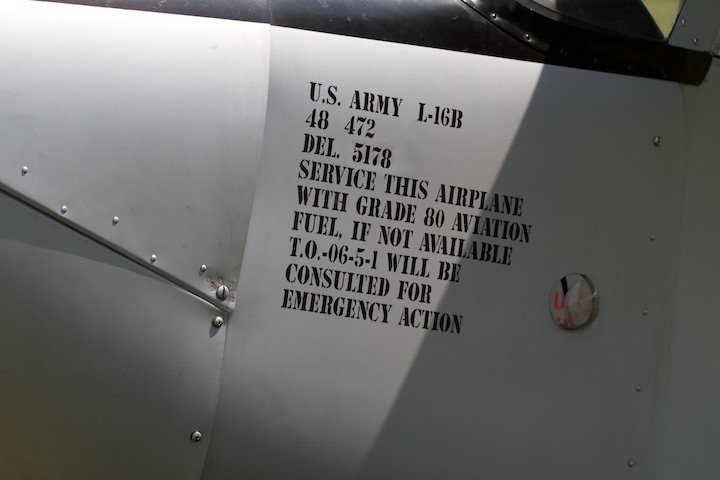 U.S. ARMY L-16B
48 472
DEL. 5178
SERVICE THIS AIRPLANE
WITH GRADE 80 AVIATION
FUEL, IF NOT AVAILABLE
T.O.-06-5-1 WILL BE
CONSULTED FOR
EMERGENCY ACTION